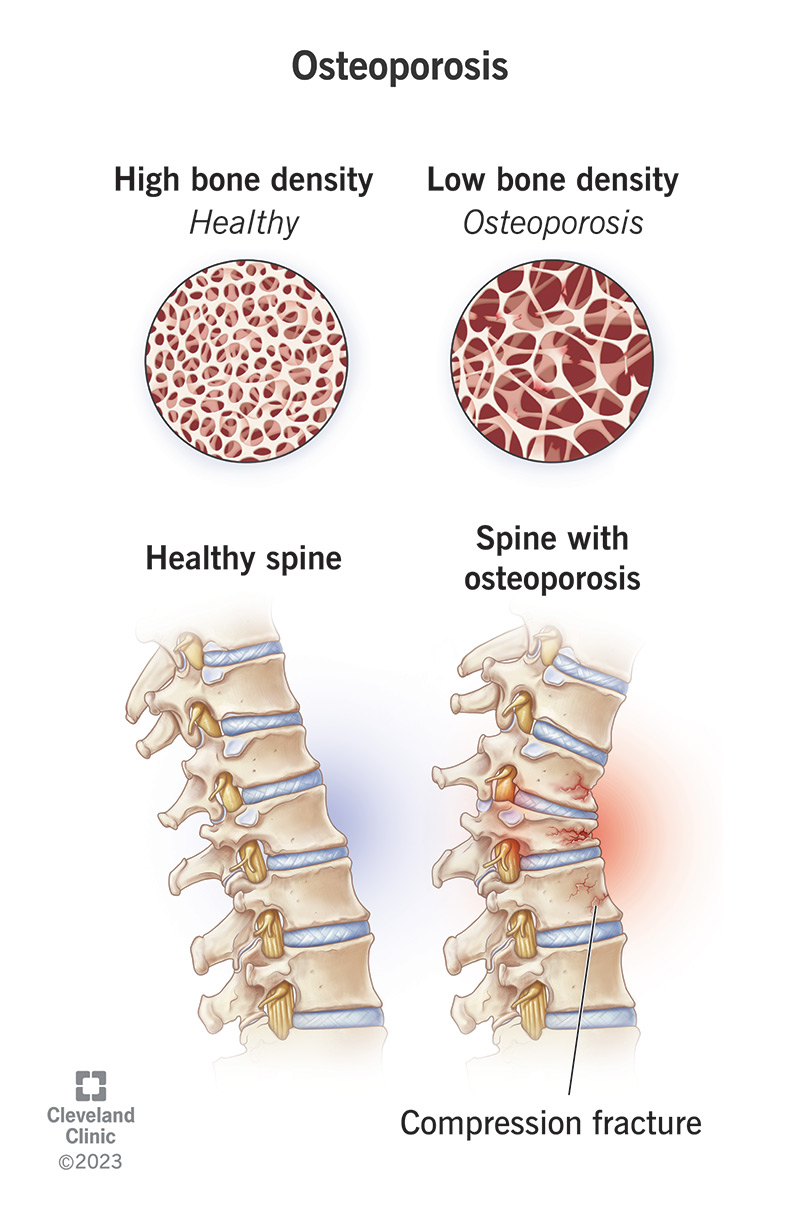 Osteoporosis
High bone density
Healthy
Low bone density
Osteoporosis
Healthy spine
Spine with
osteoporosis
Compression fracture
Cleveland
Clinic
©2023